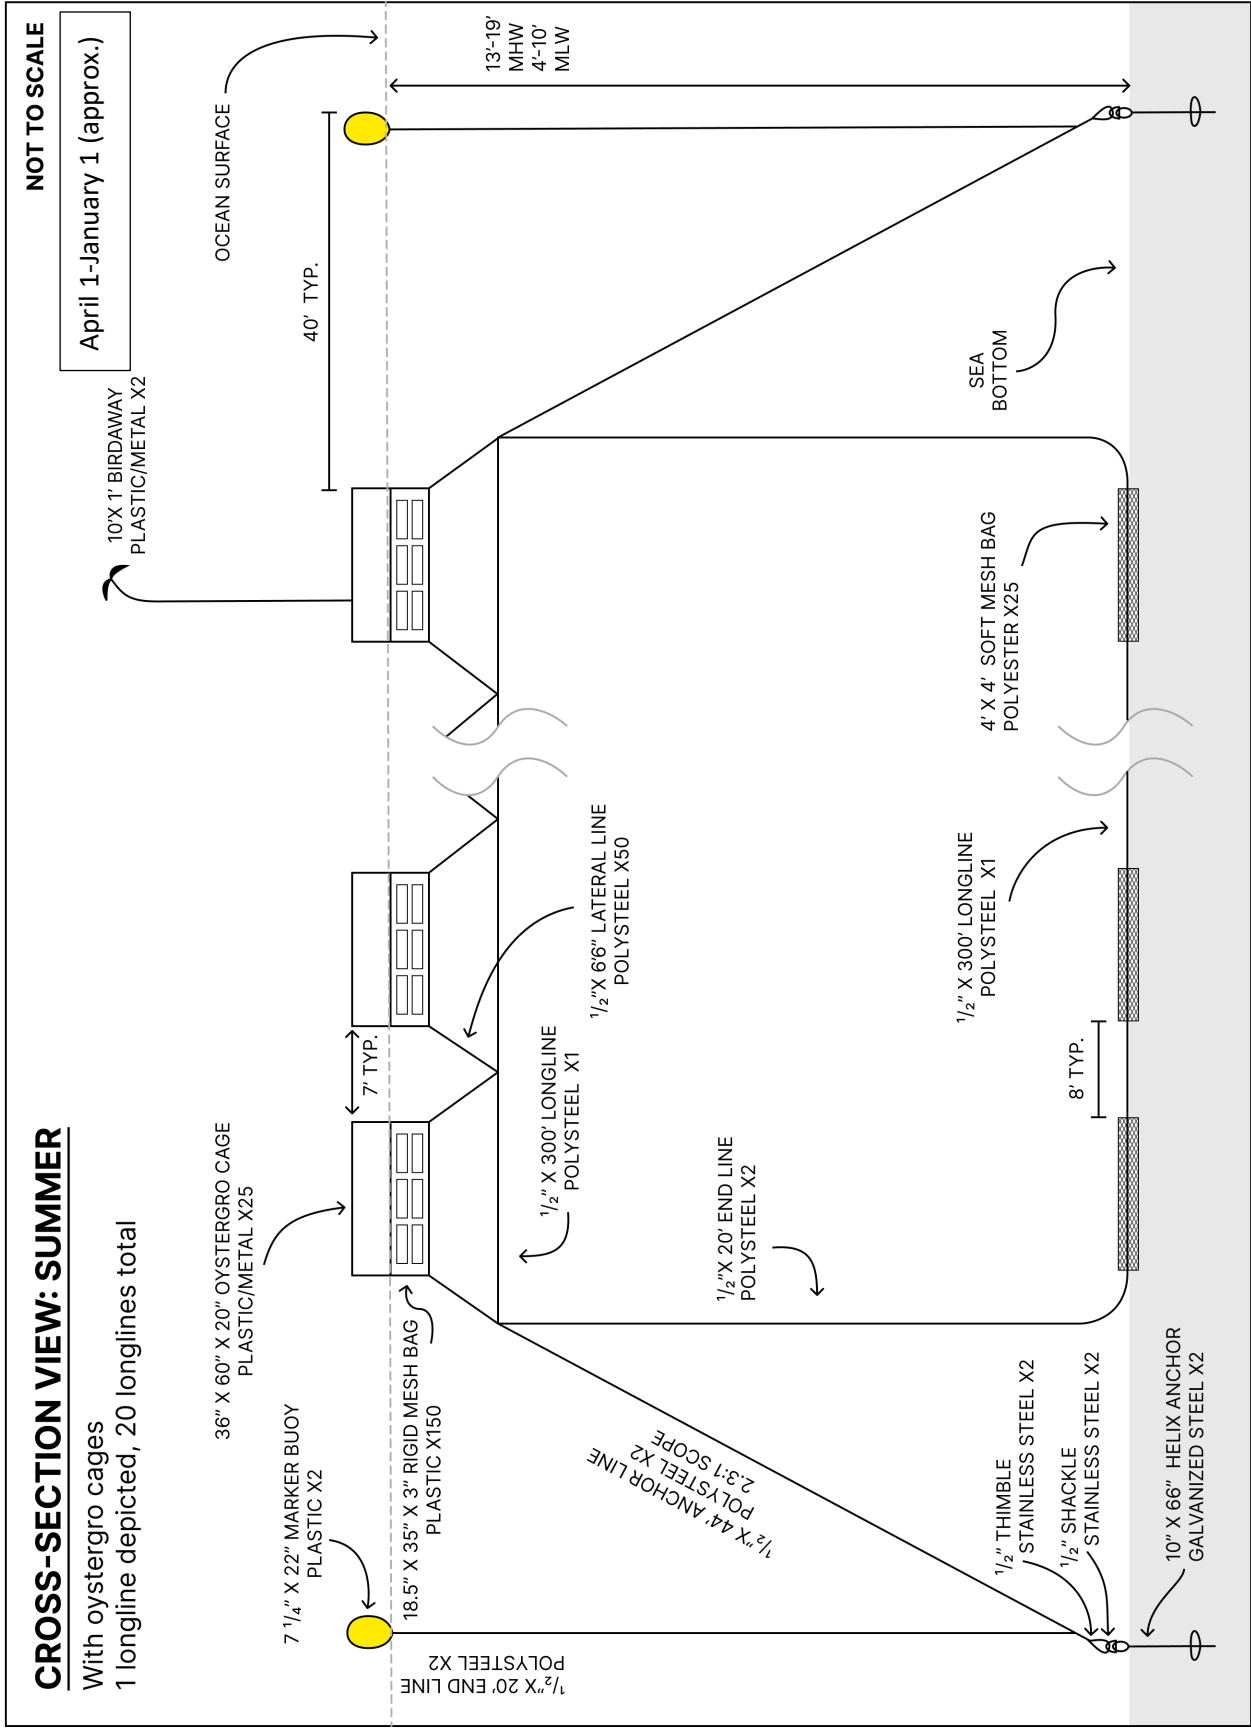 CROSS-SECTION VIEW: SUMMER
With oystergro cages
1 longline depicted, 20 longlines total
NOT TO SCALE
April 1-January 1 (approx.)
10'X 1' BIRDAWAY
PLASTIC/METAL X2
OCEAN SURFACE
40' TYP.
36” X 60” X 20” OYSTERGRO CAGE
PLASTIC/METAL X25
7 ¹/₄” X 22” MARKER BUOY
PLASTIC X2
7' TYP.
13'-19'
MHW
4'-10'
MLW
18.5” X 35” X 3” RIGID MESH BAG
PLASTIC X150
¹/₂”X 20' END LINE
POLYSTEEL X2
¹/₂” X 300' LONGLINE
POLYSTEEL X1
¹/₂”X 6'6” LATERAL LINE
POLYSTEEL X50
¹/₂”X 44' ANCHOR LINE
POLYSTEEL X2
2.3:1 SCOPE
¹/₂”X 20' END LINE
POLYSTEEL X2
¹/₂” X 300' LONGLINE
POLYSTEEL X1
4' X 4' SOFT MESH BAG
POLYESTER X25
SEA
BOTTOM
8' TYP.
¹/₂” THIMBLE
STAINLESS STEEL X2
¹/₂” SHACKLE
STAINLESS STEEL X2
10” X 66” HELIX ANCHOR
GALVANIZED STEEL X2